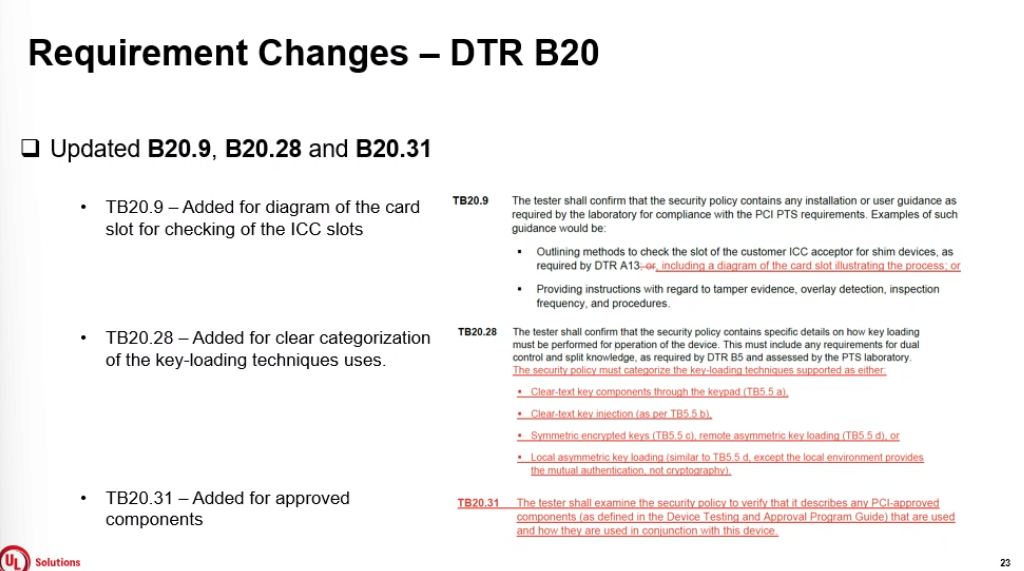 Requirement Changes – DTR B20
❑ Updated B20.9, B20.28 and B20.31
• TB20.9 – Added for diagram of the card
slot for checking of the ICC slots
TB20.9 The tester shall confirm that the security policy contains any installation or user guidance as
required by the laboratory for compliance with the PCI PTS requirements. Examples of such
guidance would be:
▪ Outlining methods to check the slot of the customer ICC acceptor for shim devices, as
required by DTR A13; or, including a diagram of the card slot illustrating the process; or
▪ Providing instructions with regard to tamper evidence, overlay detection, inspection
frequency, and procedures.
• TB20.28 – Added for clear categorization
of the key-loading techniques uses.
TB20.28 The tester shall confirm that the security policy contains specific details on how key loading
must be performed for operation of the device. This must include any requirements for dual
control and split knowledge, as required by DTR B5 and assessed by the PTS laboratory.
The security policy must categorize the key-loading techniques supported as either:
▪ Clear-text key components through the keypad (TB5.5 a),
▪ Clear-text key injection (as per TB5.5 b),
▪ Symmetric encrypted keys (TB5.5 c), remote asymmetric key loading (TB5.5 d), or
▪ Local asymmetric key loading (similar to TB5.5 d, except the local environment provides
the mutual authentication, not cryptography).
• TB20.31 – Added for approved
components
TB20.31 The tester shall examine the security policy to verify that it describes any PCI-approved
components (as defined in the Device Testing and Approval Program Guide) that are used
and how they are used in conjunction with this device.
UL Solutions
23